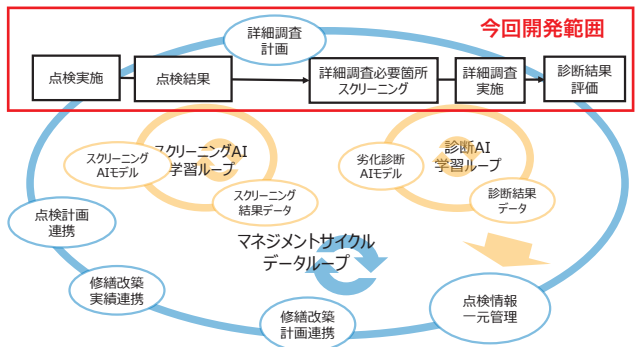 今回開発範囲
詳細調査
計画
点検実施
点検結果
詳細調査必要箇所
スクリーニング
詳細調査
実施
診断結果
評価
スクリーニングAI
学習ループ
スクリーニング
AIモデル
スクリーニング
結果データ
診断AI
学習ループ
劣化診断
AIモデル
診断結果
データ
点検計画
連携
マネジメントサイクル
データループ
修繕改築
実績連携
修繕改築
計画連携
点検情報
一元管理